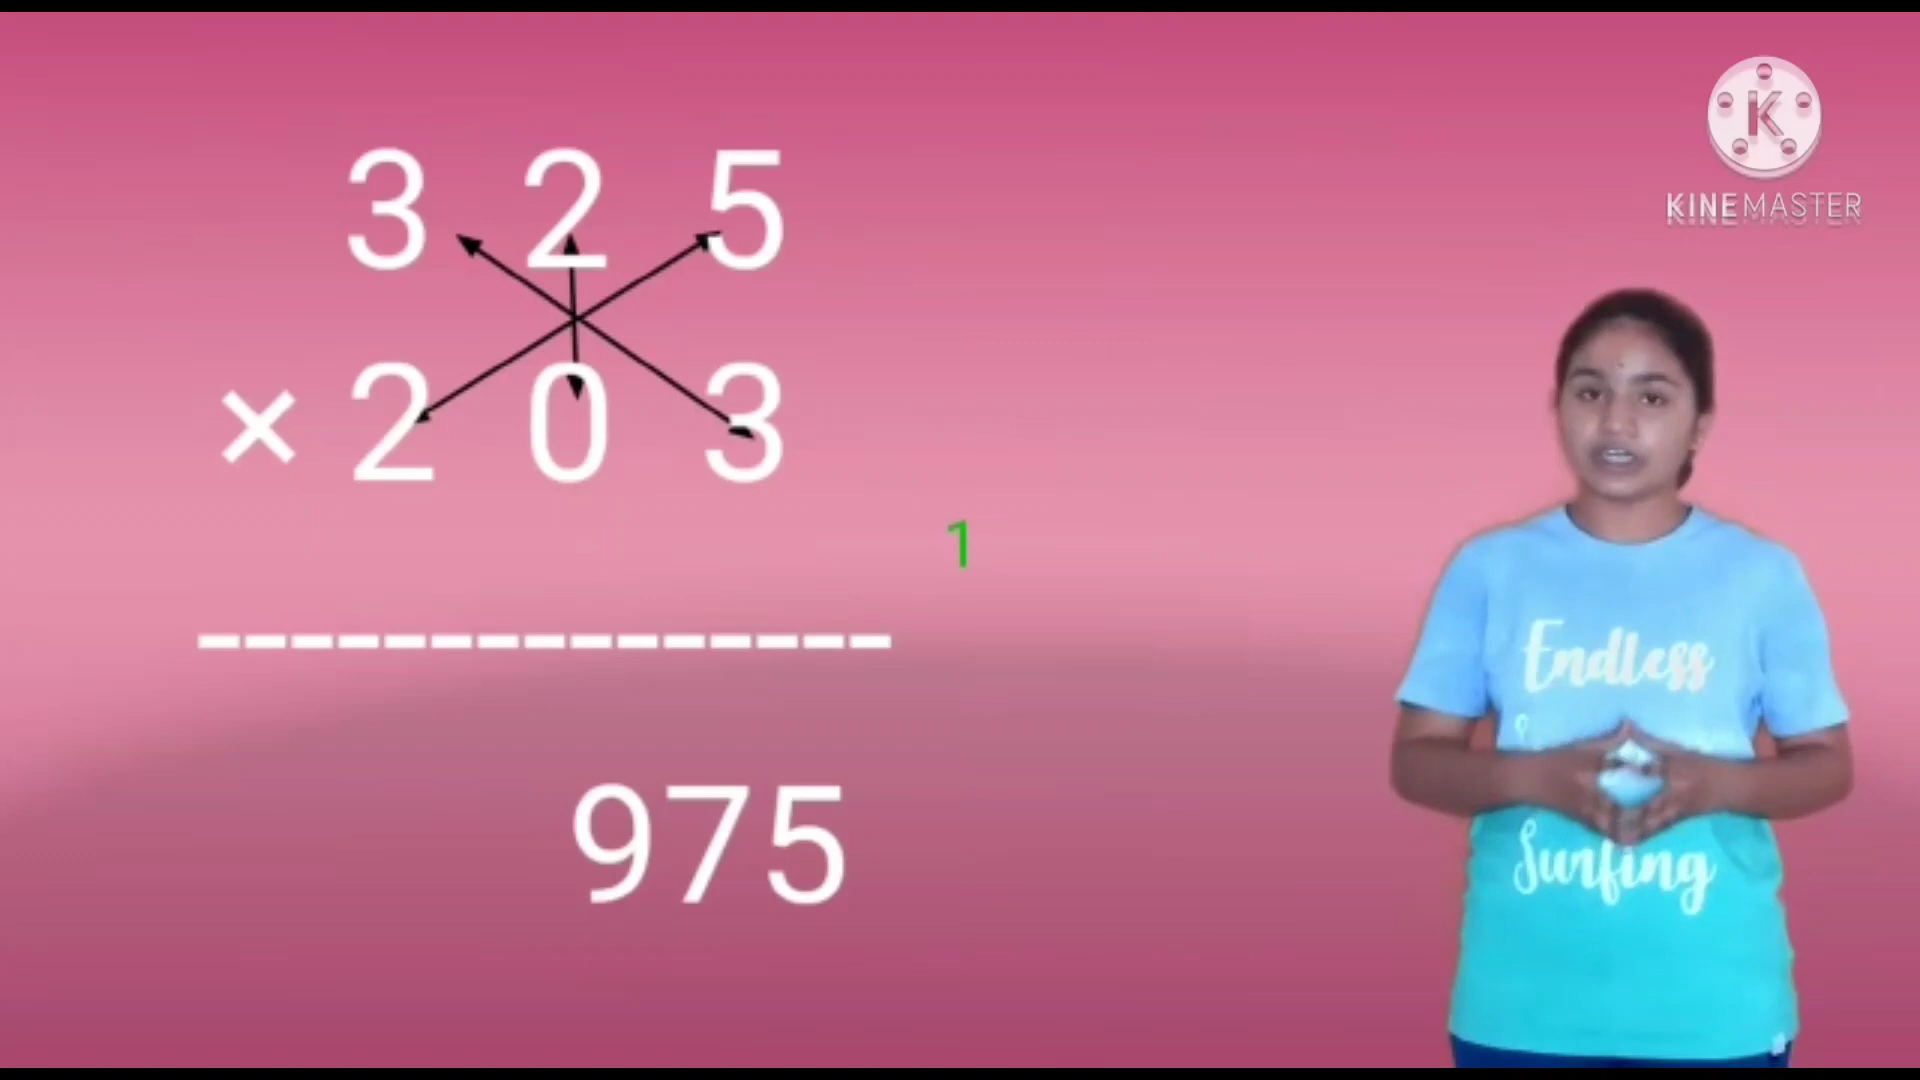 3 2 5
× 2 0 3
1
975
K
KINEMASTER
Endless
Surfing